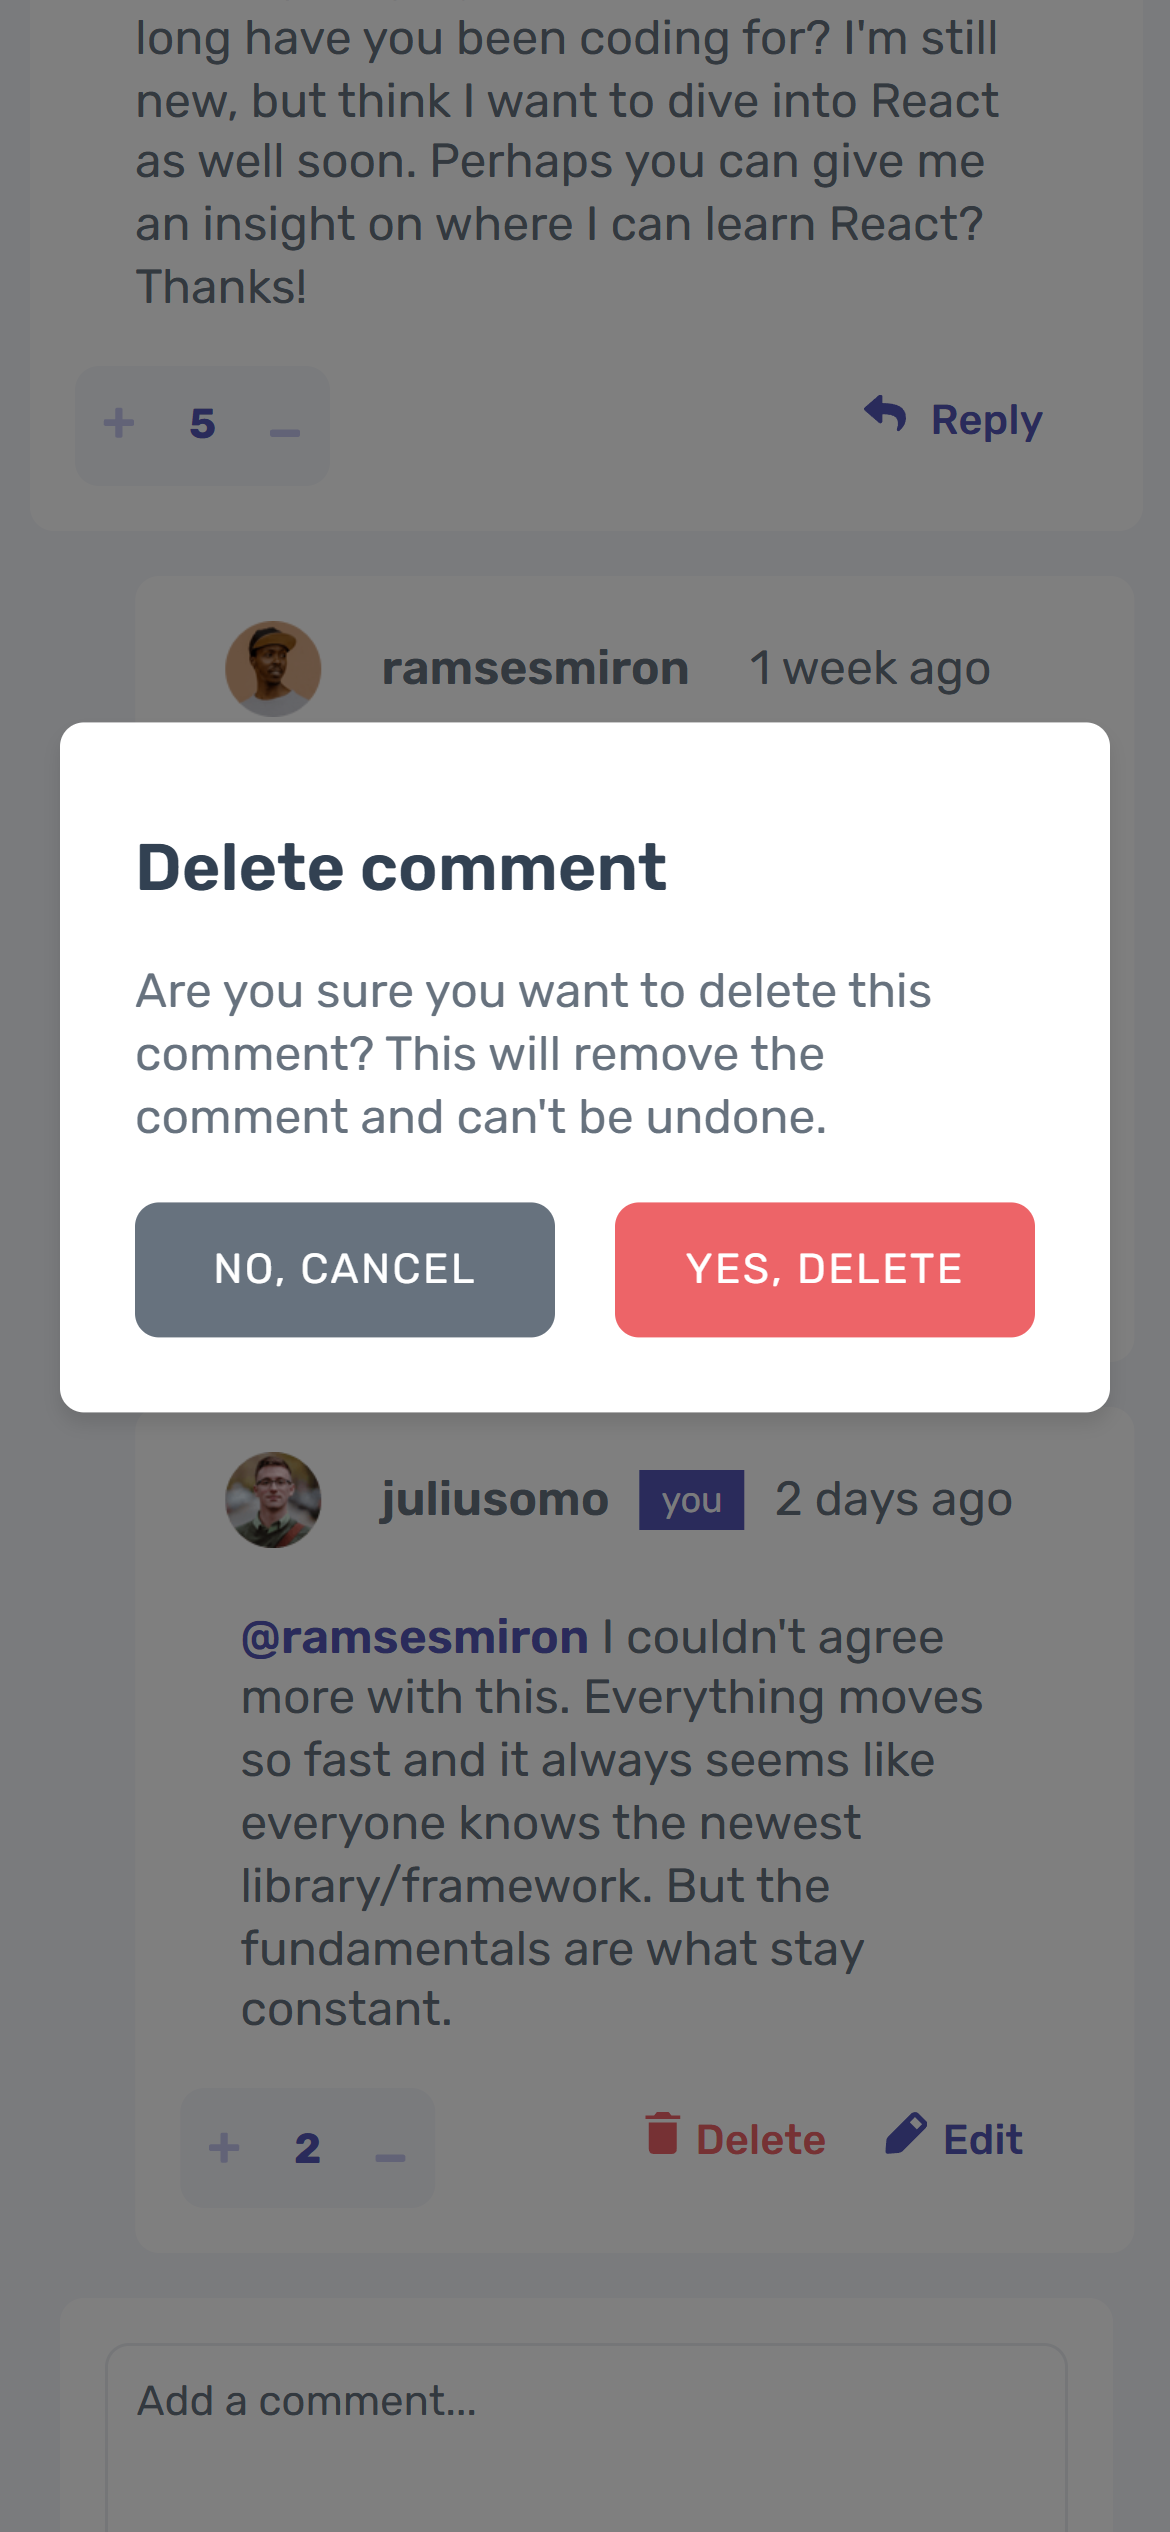 long have you been coding for? I'm still
new, but think I want to dive into React
as well soon. Perhaps you can give me
an insight on where I can learn React?
Thanks!
+ 5 –
Reply
ramsesmiron 1 week ago
Delete comment
Are you sure you want to delete this
comment? This will remove the
comment and can't be undone.
NO, CANCEL YES, DELETE
juliusomo you 2 days ago
@ramsesmiron I couldn't agree
more with this. Everything moves
so fast and it always seems like
everyone knows the newest
library/framework. But the
fundamentals are what stay
constant.
+ 2 –
Delete Edit
Add a comment...